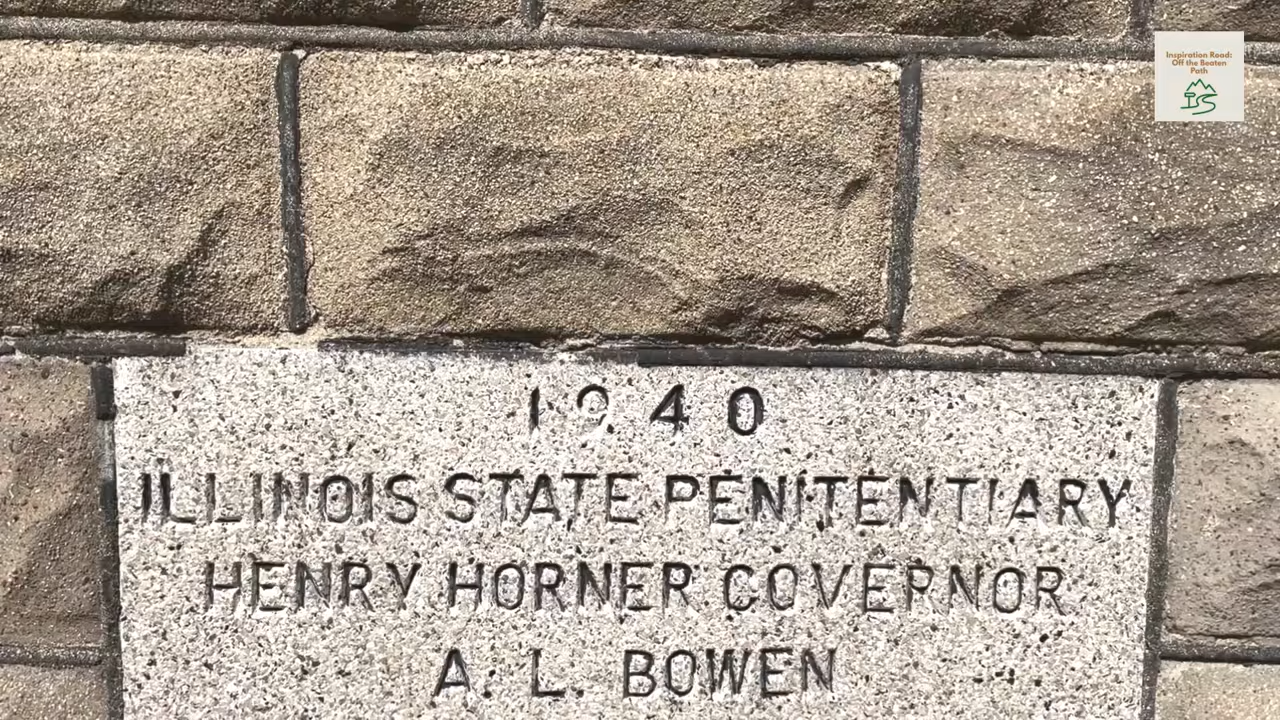 Inspiration Road:
Off the Beaten
Path
1940
ILLINOIS STATE PENITENTIARY
HENRY HORNER GOVERNOR
A. L. BOWEN